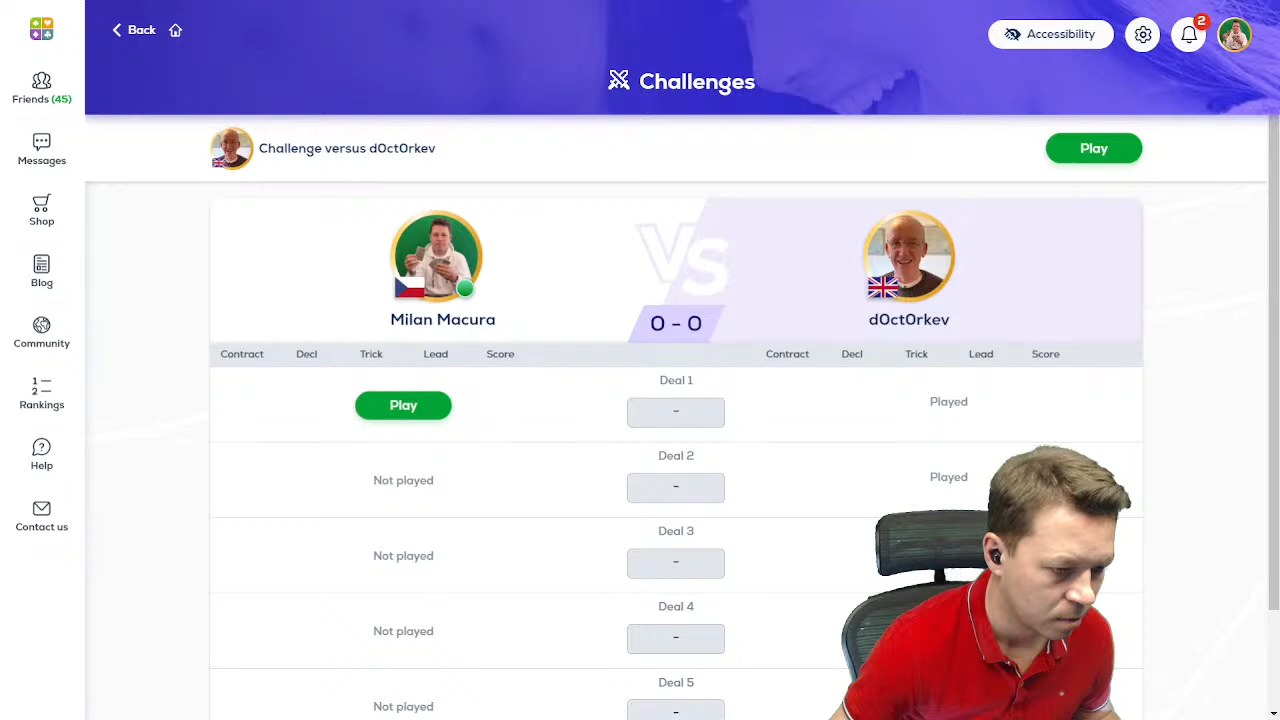 Back
Accessibility
2
Challenges
Friends (45)
Messages
Shop
Blog
Community
1
2
Rankings
Help
Contact us
Challenge versus d0ct0rkev
Play
VS
Milan Macura
0 - 0
d0ct0rkev
Contract Decl Trick Lead Score
Contract Decl Trick Lead Score
Play
Deal 1
-
Played
Not played
Deal 2
-
Played
Not played
Deal 3
-
Not played
Deal 4
-
Not played
Deal 5
-